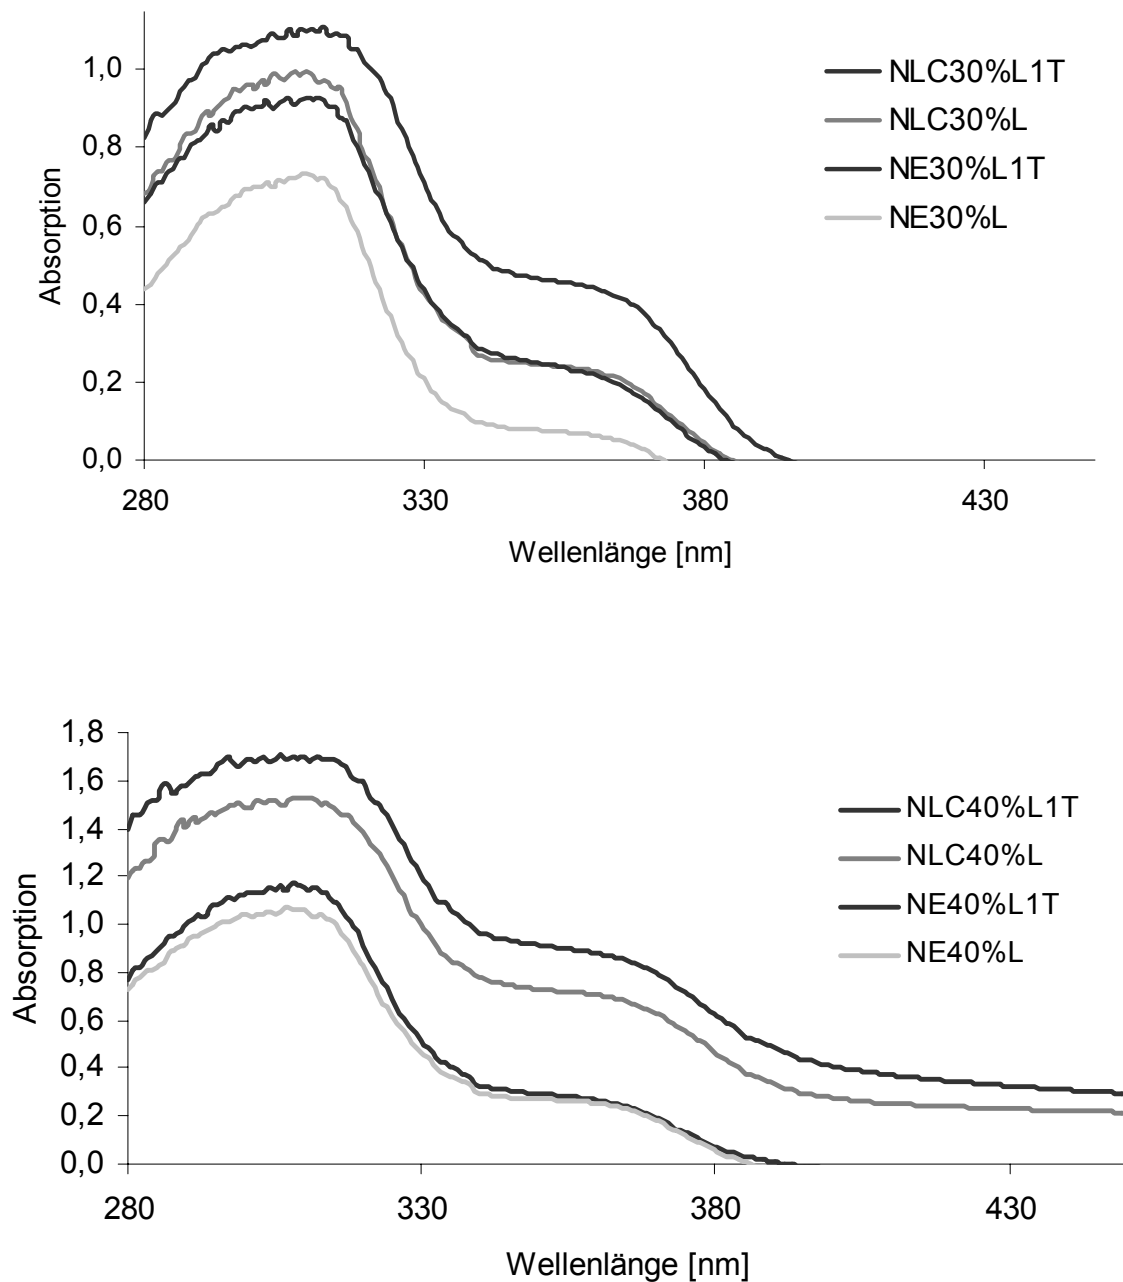 1,0
0,8
0,6
0,4
0,2
0,0
Absorption
280 330 380 430
Wellenlänge [nm]
NLC30%L1T
NLC30%L
NE30%L1T
NE30%L
1,8
1,6
1,4
1,2
1,0
0,8
0,6
0,4
0,2
0,0
Absorption
280 330 380 430
Wellenlänge [nm]
NLC40%L1T
NLC40%L
NE40%L1T
NE40%L